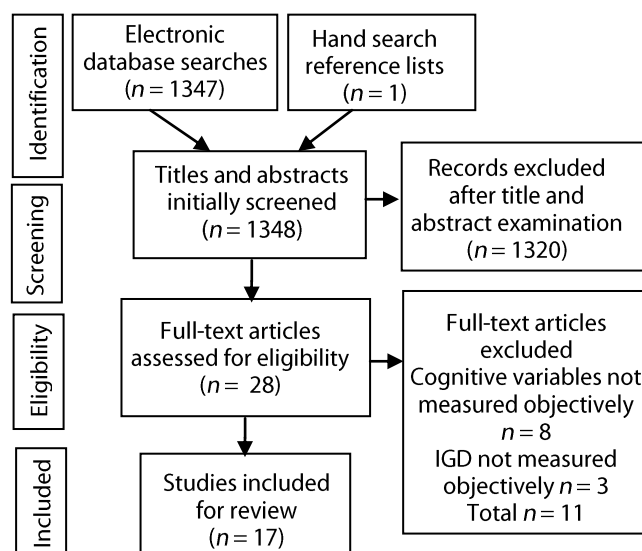 Identification
Electronic
database searches
(n = 1347)
Hand search
reference lists
(n = 1)
Screening
Titles and abstracts
initially screened
(n = 1348)
Records excluded
after title and
abstract examination
(n = 1320)
Eligibility
Full-text articles
assessed for eligibility
(n = 28)
Full-text articles
excluded
Cognitive variables not
measured objectively
n = 8
IGD not measured
objectively n = 3
Total n = 11
Included
Studies included
for review
(n = 17)